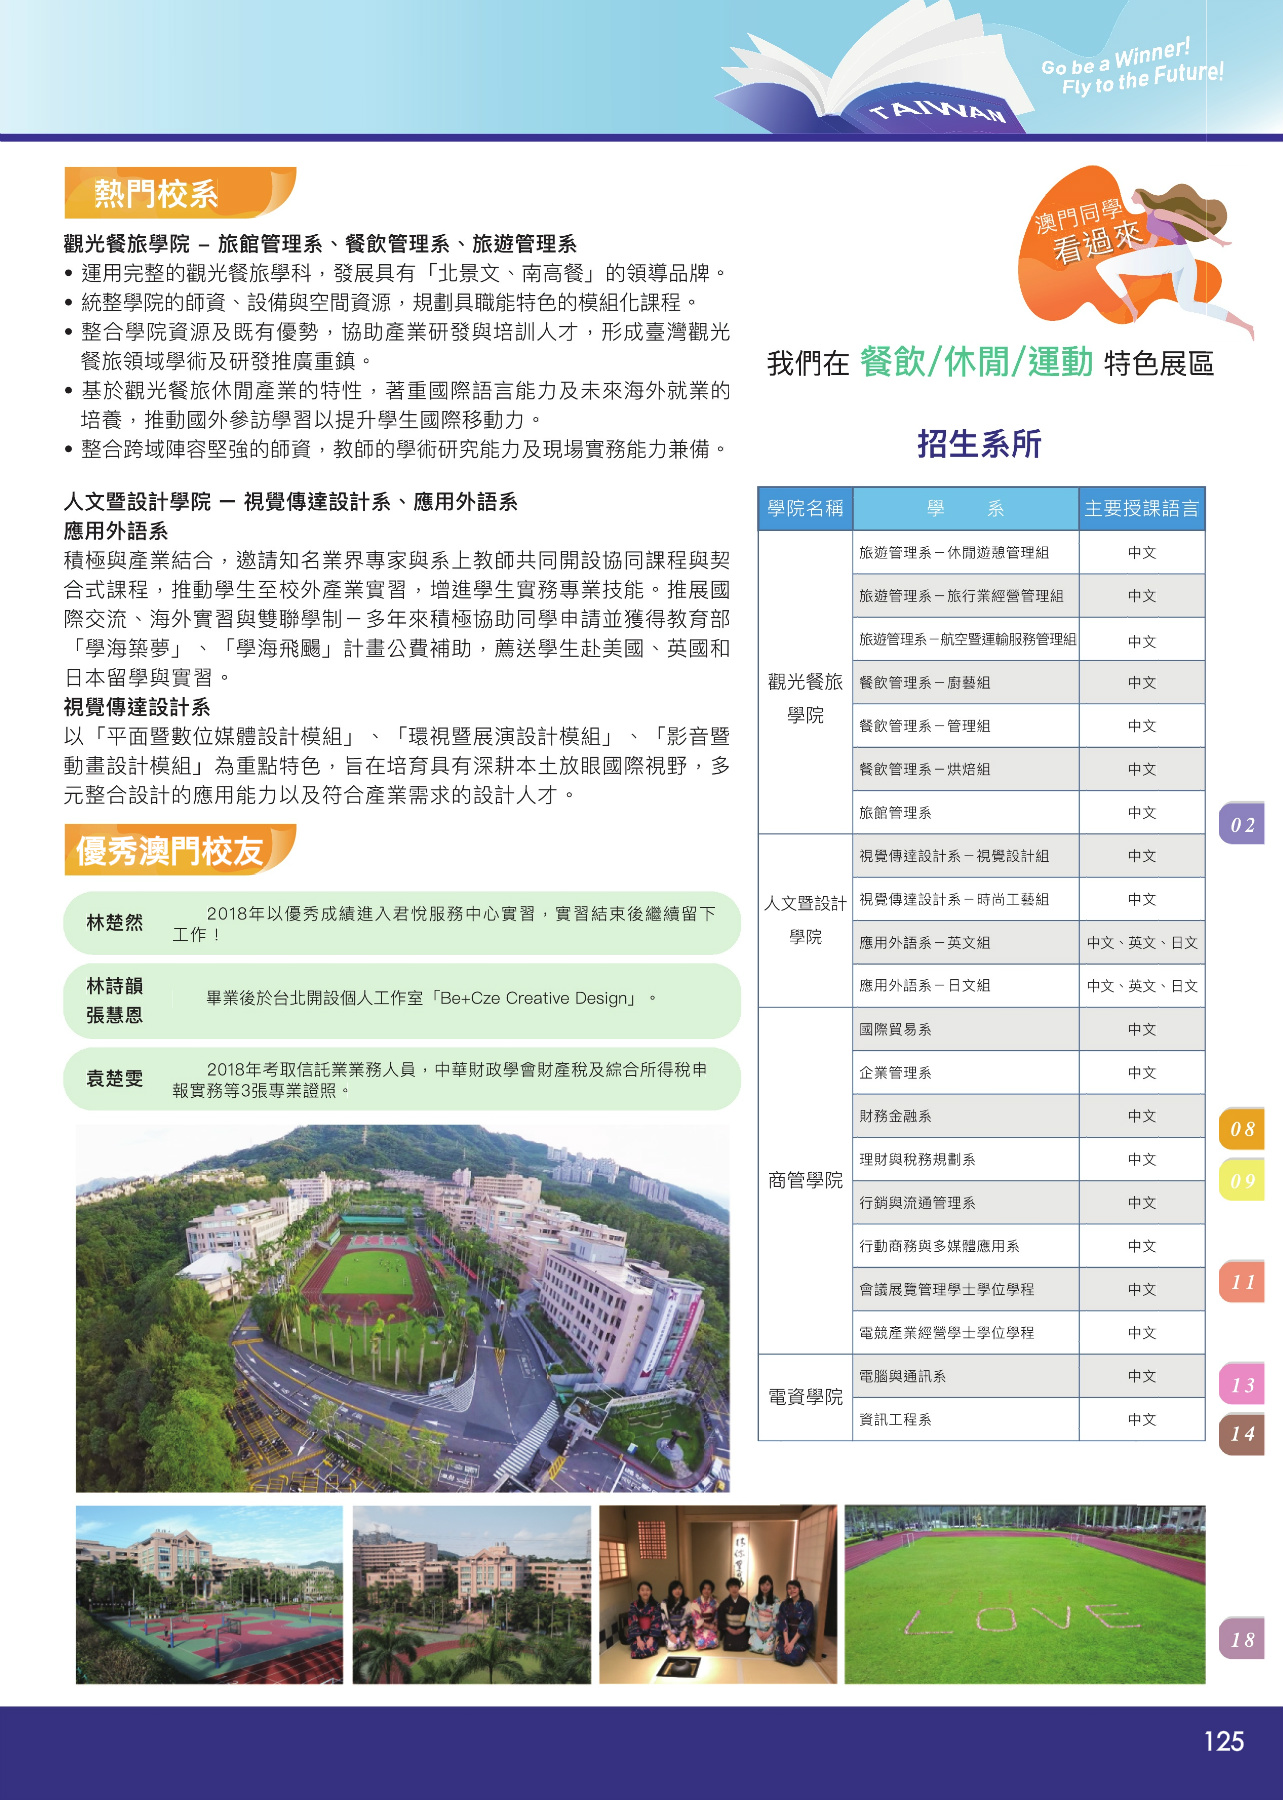 Go be a Winner!
Fly to the Future!
TAIWAN
熱門校系
觀光餐旅學院 – 旅館管理系、餐飲管理系、旅遊管理系
• 運用完整的觀光餐旅學科，發展具有「北景文、南高餐」的領導品牌。
• 統整學院的師資、設備與空間資源，規劃具職能特色的模組化課程。
• 整合學院資源及既有優勢，協助產業研發與培訓人才，形成臺灣觀光
餐旅領域學術及研發推廣重鎮。
• 基於觀光餐旅休閒產業的特性，著重國際語言能力及未來海外就業的
培養，推動國外參訪學習以提升學生國際移動力。
• 整合跨域陣容堅強的師資，教師的學術研究能力及現場實務能力兼備。
人文暨設計學院 － 視覺傳達設計系、應用外語系
應用外語系
積極與產業結合，邀請知名業界專家與系上教師共同開設協同課程與契
合式課程，推動學生至校外產業實習，增進學生實務專業技能。推展國
際交流、海外實習與雙聯學制－多年來積極協助同學申請並獲得教育部
「學海築夢」、「學海飛颺」計畫公費補助，薦送學生赴美國、英國和
日本留學與實習。
視覺傳達設計系
以「平面暨數位媒體設計模組」、「環視暨展演設計模組」、「影音暨
動畫設計模組」為重點特色，旨在培育具有深耕本土放眼國際視野，多
元整合設計的應用能力以及符合產業需求的設計人才。
優秀澳門校友
林楚然 2018年以優秀成績進入君悅服務中心實習，實習結束後繼續留下
工作！
林詩韻
張慧恩
畢業後於台北開設個人工作室「Be+Cze Creative Design」。
袁楚雯 2018年考取信託業業務人員，中華財政學會財產稅及綜合所得稅申
報實務等3張專業證照。
澳門同學
看過來
我們在 餐飲/休閒/運動 特色展區
招生系所
學院名稱 學 系 主要授課語言
觀光餐旅
學院
旅遊管理系－休閒遊憩管理組 中文
旅遊管理系－旅行業經營管理組 中文
旅遊管理系－航空暨運輸服務管理組 中文
餐飲管理系－廚藝組 中文
餐飲管理系－管理組 中文
餐飲管理系－烘焙組 中文
旅館管理系 中文
人文暨設計
學院
視覺傳達設計系－視覺設計組 中文
視覺傳達設計系－時尚工藝組 中文
應用外語系－英文組 中文、英文、日文
應用外語系－日文組 中文、英文、日文
商管學院
國際貿易系 中文
企業管理系 中文
財務金融系 中文
理財與稅務規劃系 中文
行銷與流通管理系 中文
行動商務與多媒體應用系 中文
會議展覽管理學士學位學程 中文
電競產業經營學士學位學程 中文
電資學院
電腦與通訊系 中文
資訊工程系 中文
02
08
09
11
13
14
18
LOVE
125